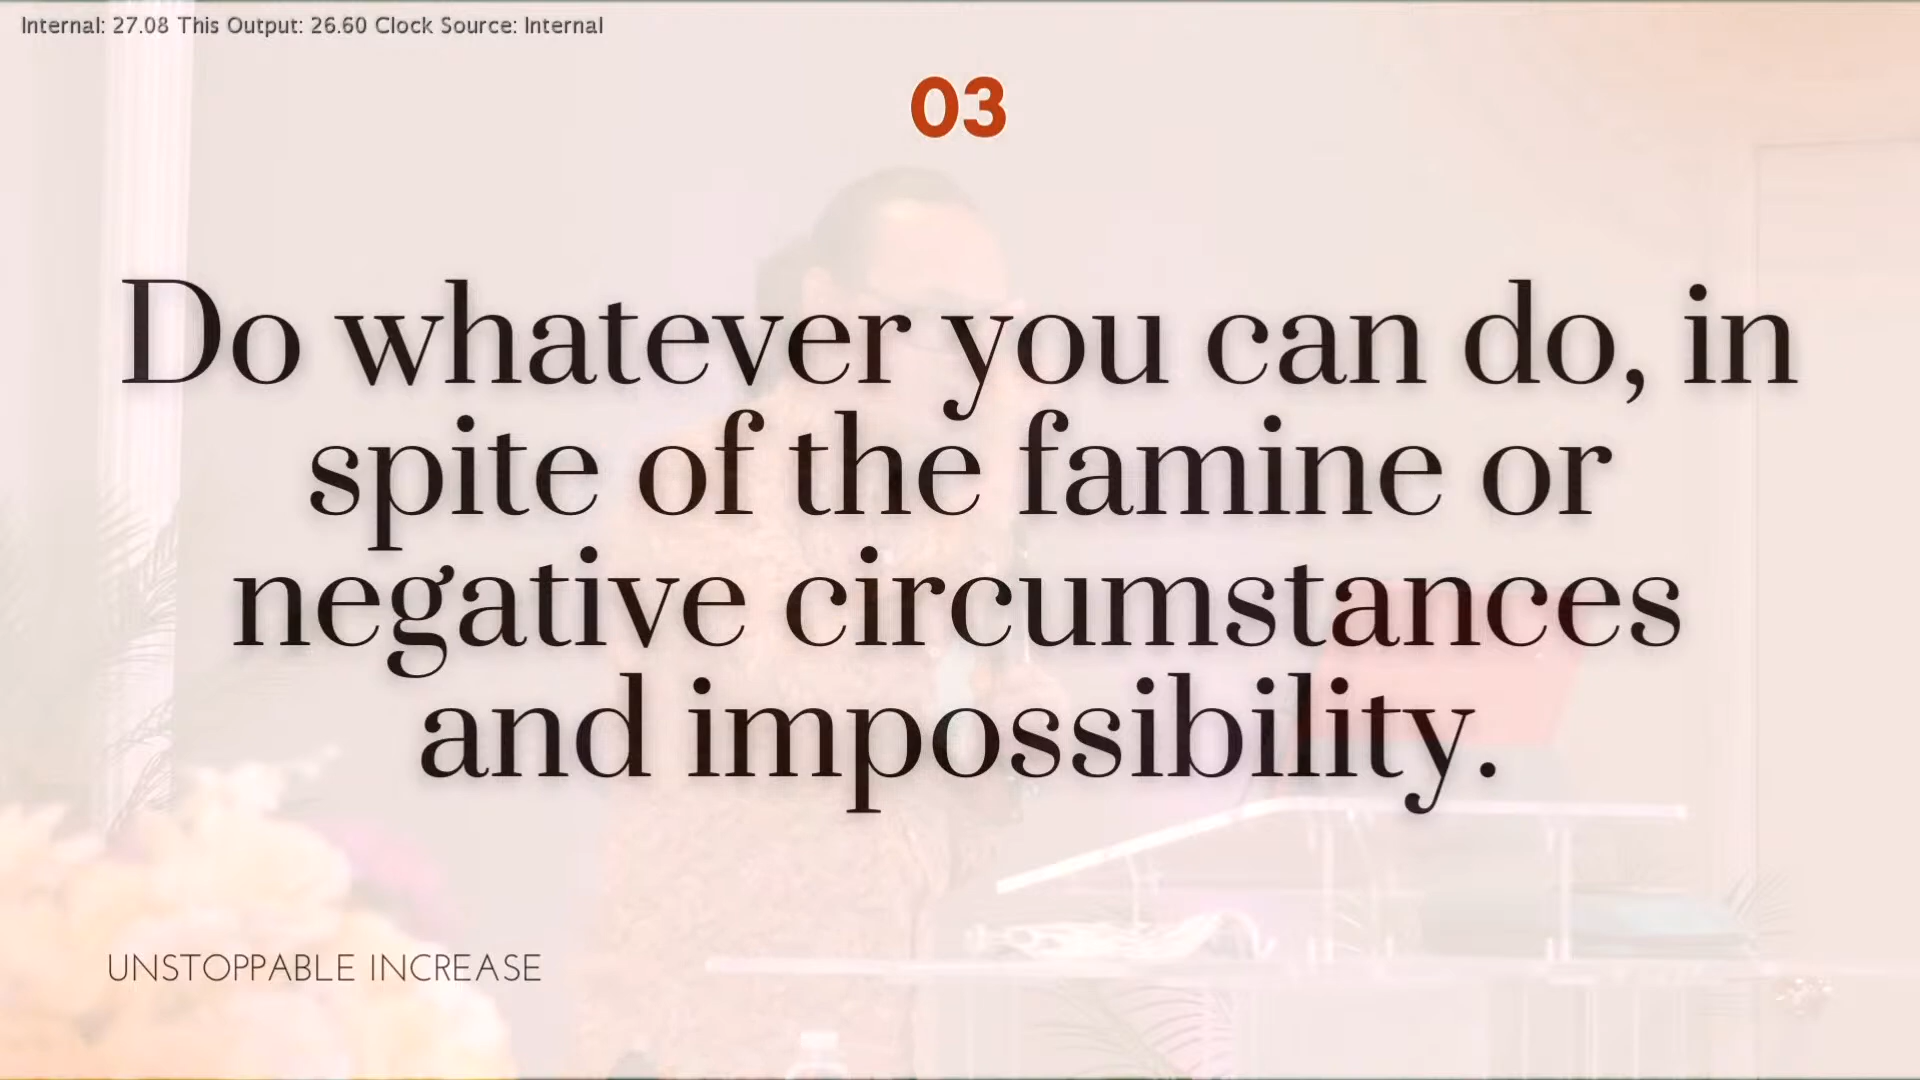 Internal: 27.08 This Output: 26.60 Clock Source: Internal
03
Do whatever you can do, in
spite of the famine or
negative circumstances
and impossibility.
UNSTOPPABLE INCREASE